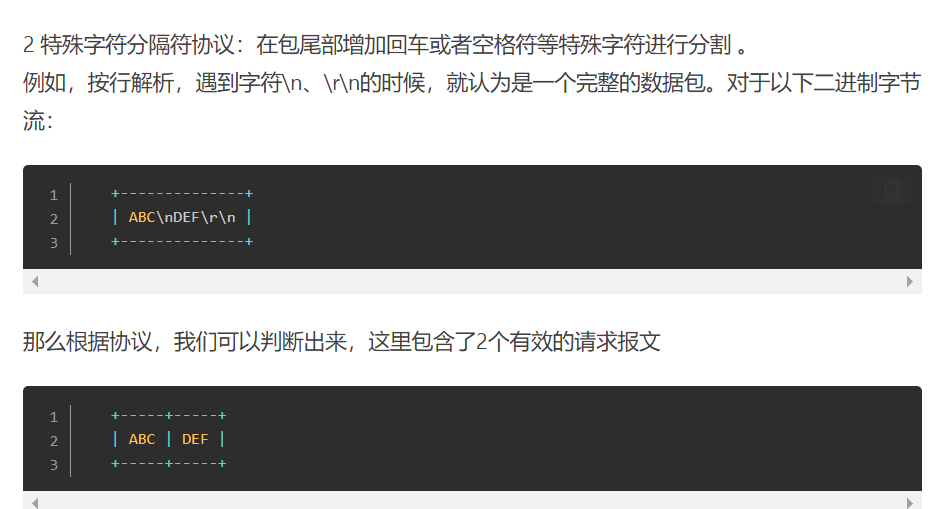 2 特殊字符分隔符协议：在包尾部增加回车或者空格符等特殊字符进行分割 。
例如，按行解析，遇到字符\n、\r\n的时候，就认为是一个完整的数据包。对于以下二进制字节
流：
1 +--------------+
2 | ABC\nDEF\r\n |
3 +--------------+
那么根据协议，我们可以判断出来，这里包含了2个有效的请求报文
1 +-----+-----+
2 | ABC | DEF |
3 +-----+-----+